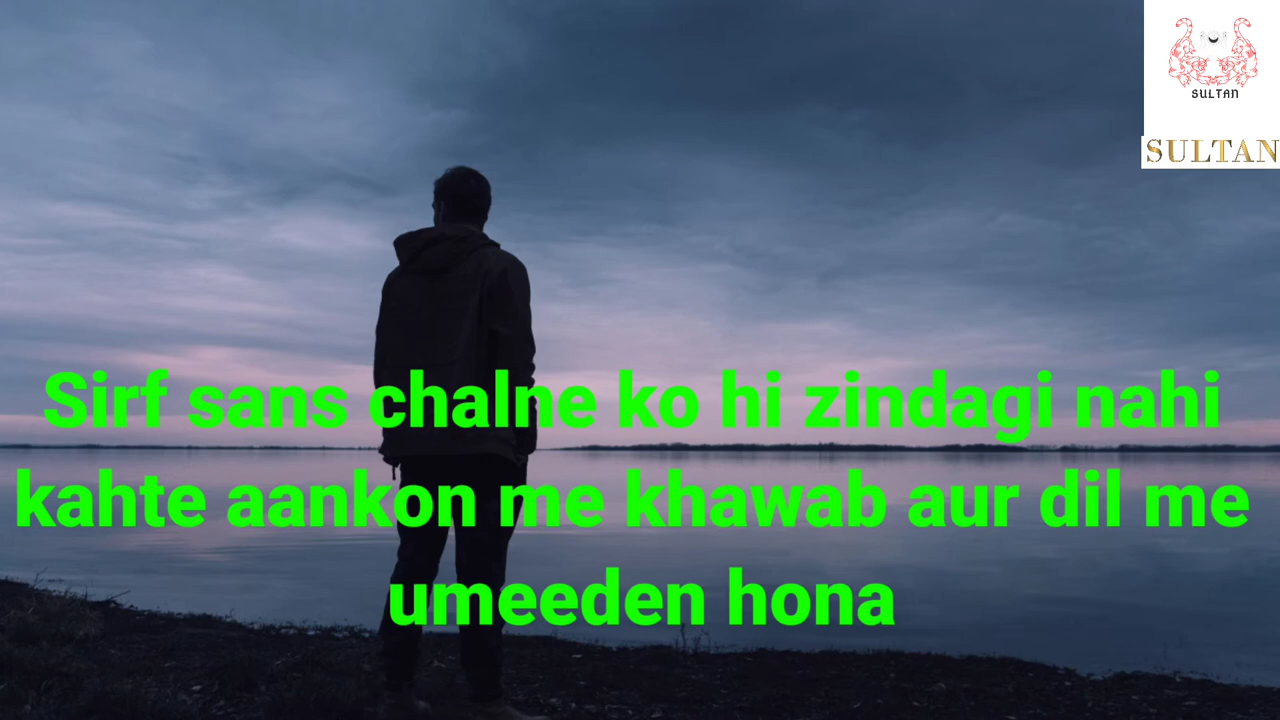 SULTAN
SULTAN
Sirf sans chalne ko hi zindagi nahi
kahte aankon me khawab aur dil me
umeeden hona